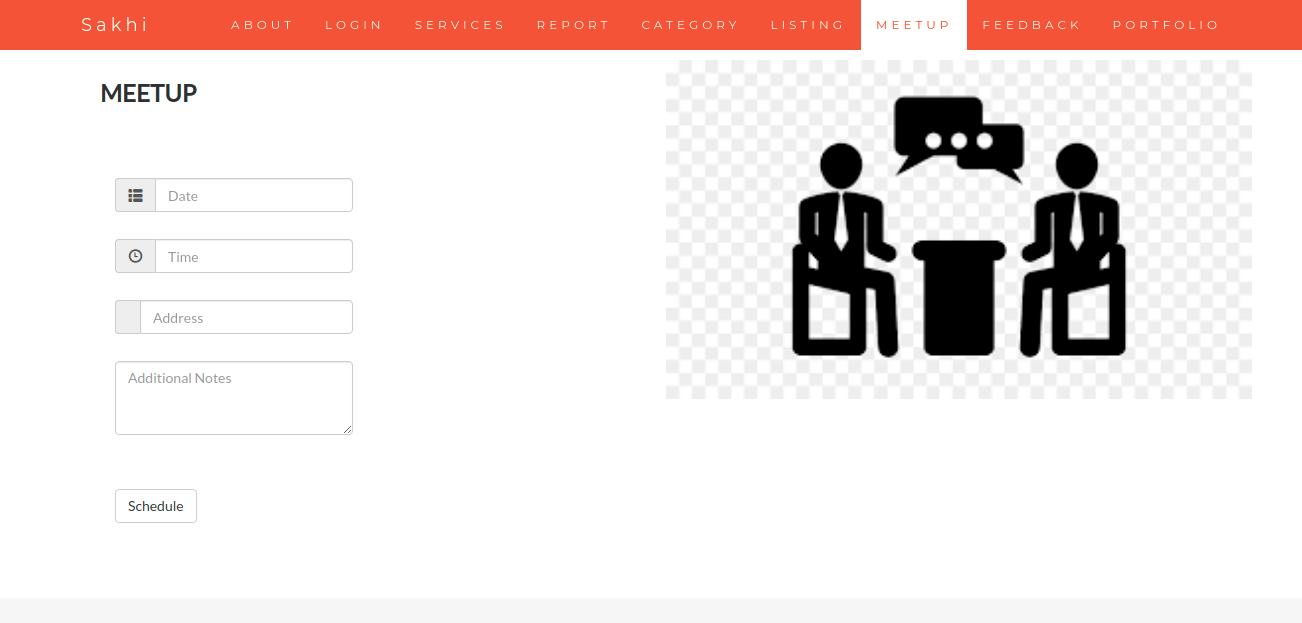 Sakhi ABOUT LOGIN SERVICES REPORT CATEGORY LISTING MEETUP FEEDBACK PORTFOLIO
MEETUP
Date
Time
Address
Additional Notes
Schedule